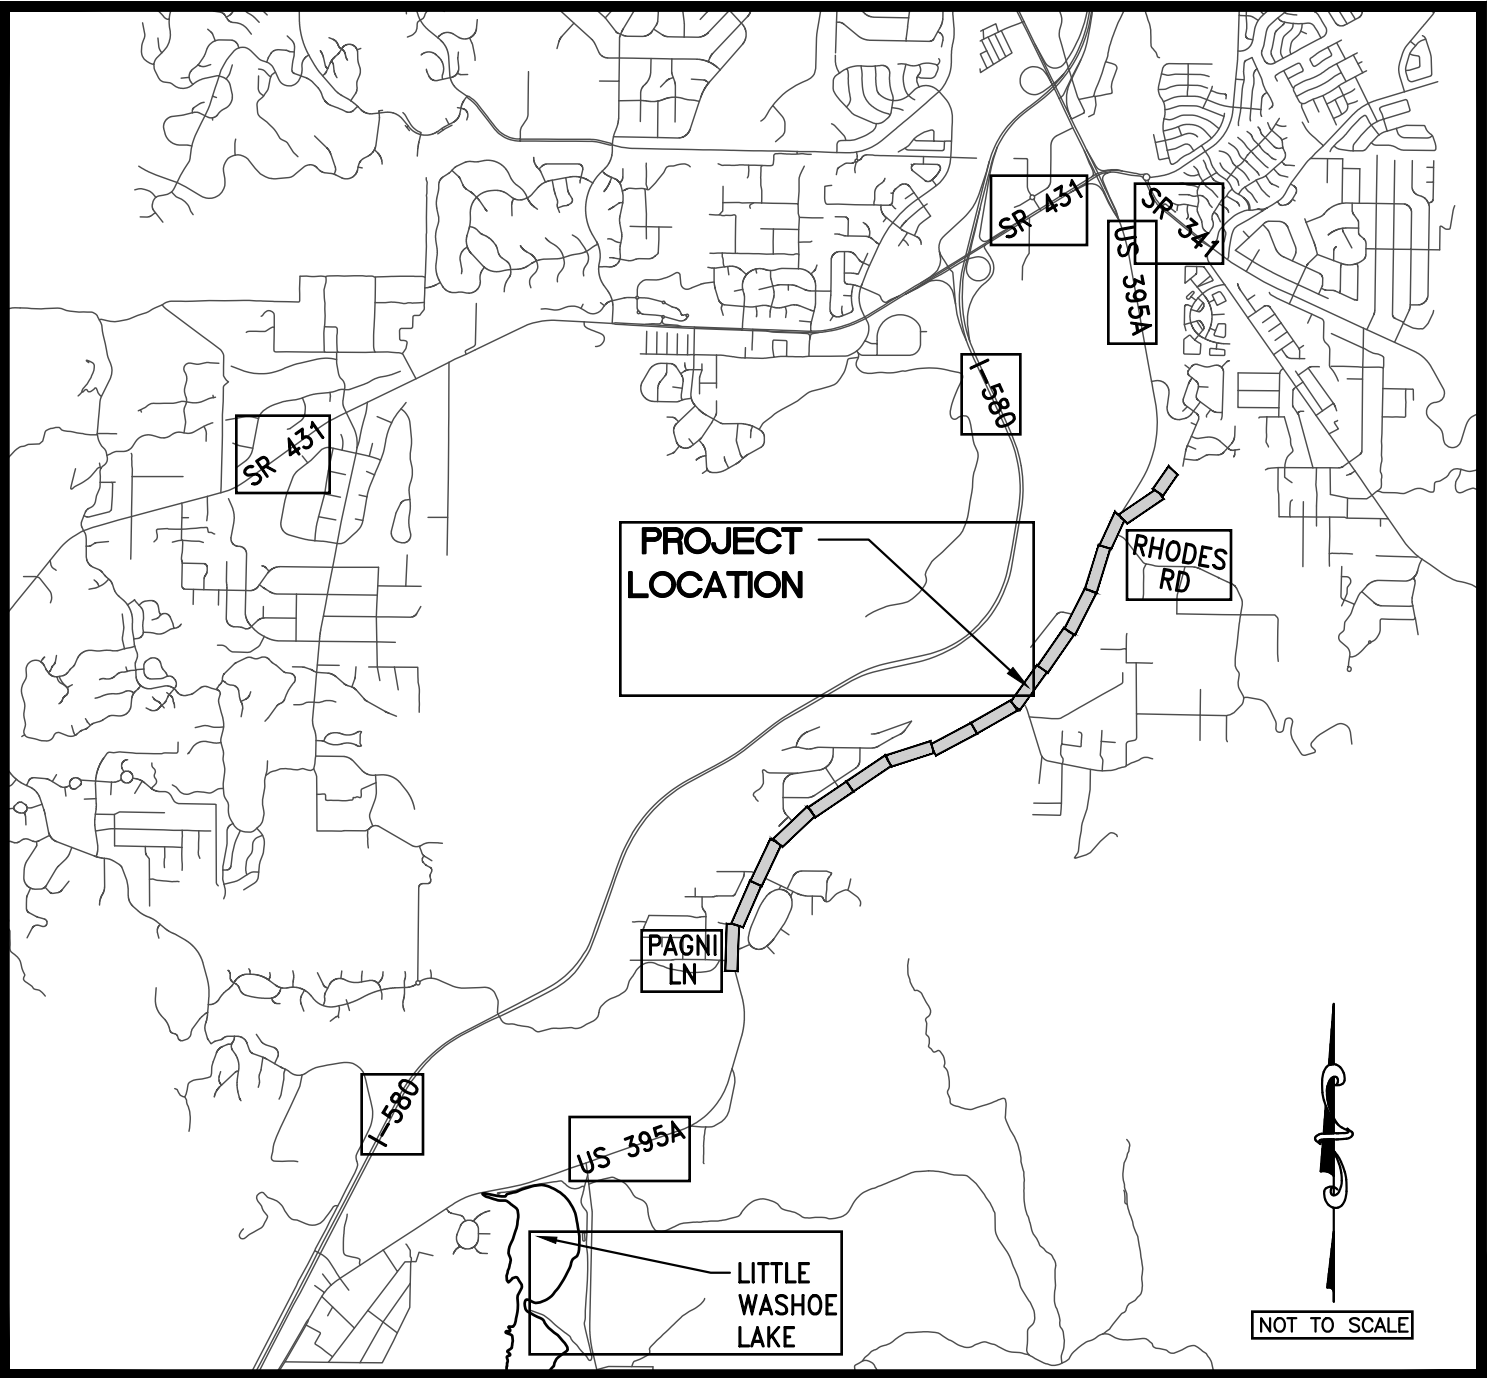 SR 431
SR 341
US 395A
I-580
SR 431
PROJECT
LOCATION
RHODES
RD
PAGNI
LN
I-580
US 395A
LITTLE
WASHOE
LAKE
NOT TO SCALE